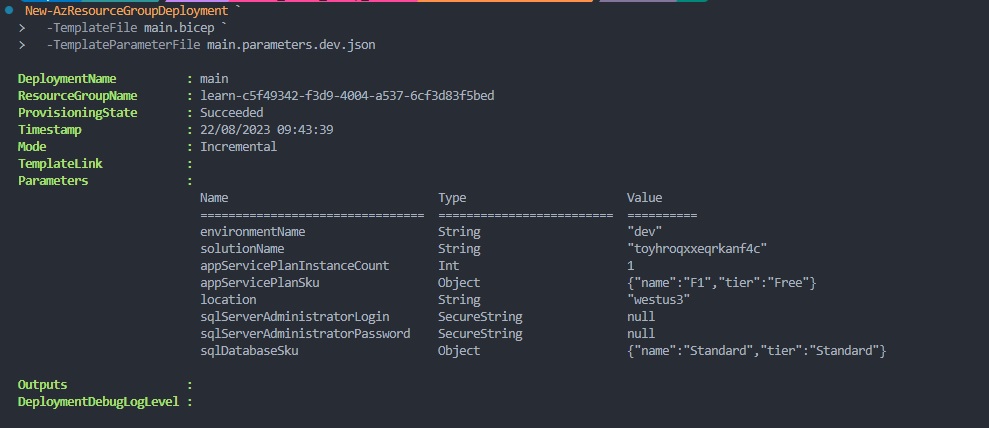 New-AzResourceGroupDeployment `
> -TemplateFile main.bicep `
> -TemplateParameterFile main.parameters.dev.json
DeploymentName : main
ResourceGroupName : learn-c5f49342-f3d9-4004-a537-6cf3d83f5bed
ProvisioningState : Succeeded
Timestamp : 22/08/2023 09:43:39
Mode : Incremental
TemplateLink :
Parameters :
Name Type Value
================================ ========================= ==========
environmentName String "dev"
solutionName String "toyhroqxxeqrkanf4c"
appServicePlanInstanceCount Int 1
appServicePlanSku Object {"name":"F1","tier":"Free"}
location String "westus3"
sqlServerAdministratorLogin SecureString null
sqlServerAdministratorPassword SecureString null
sqlDatabaseSku Object {"name":"Standard","tier":"Standard"}
Outputs :
DeploymentDebugLogLevel :